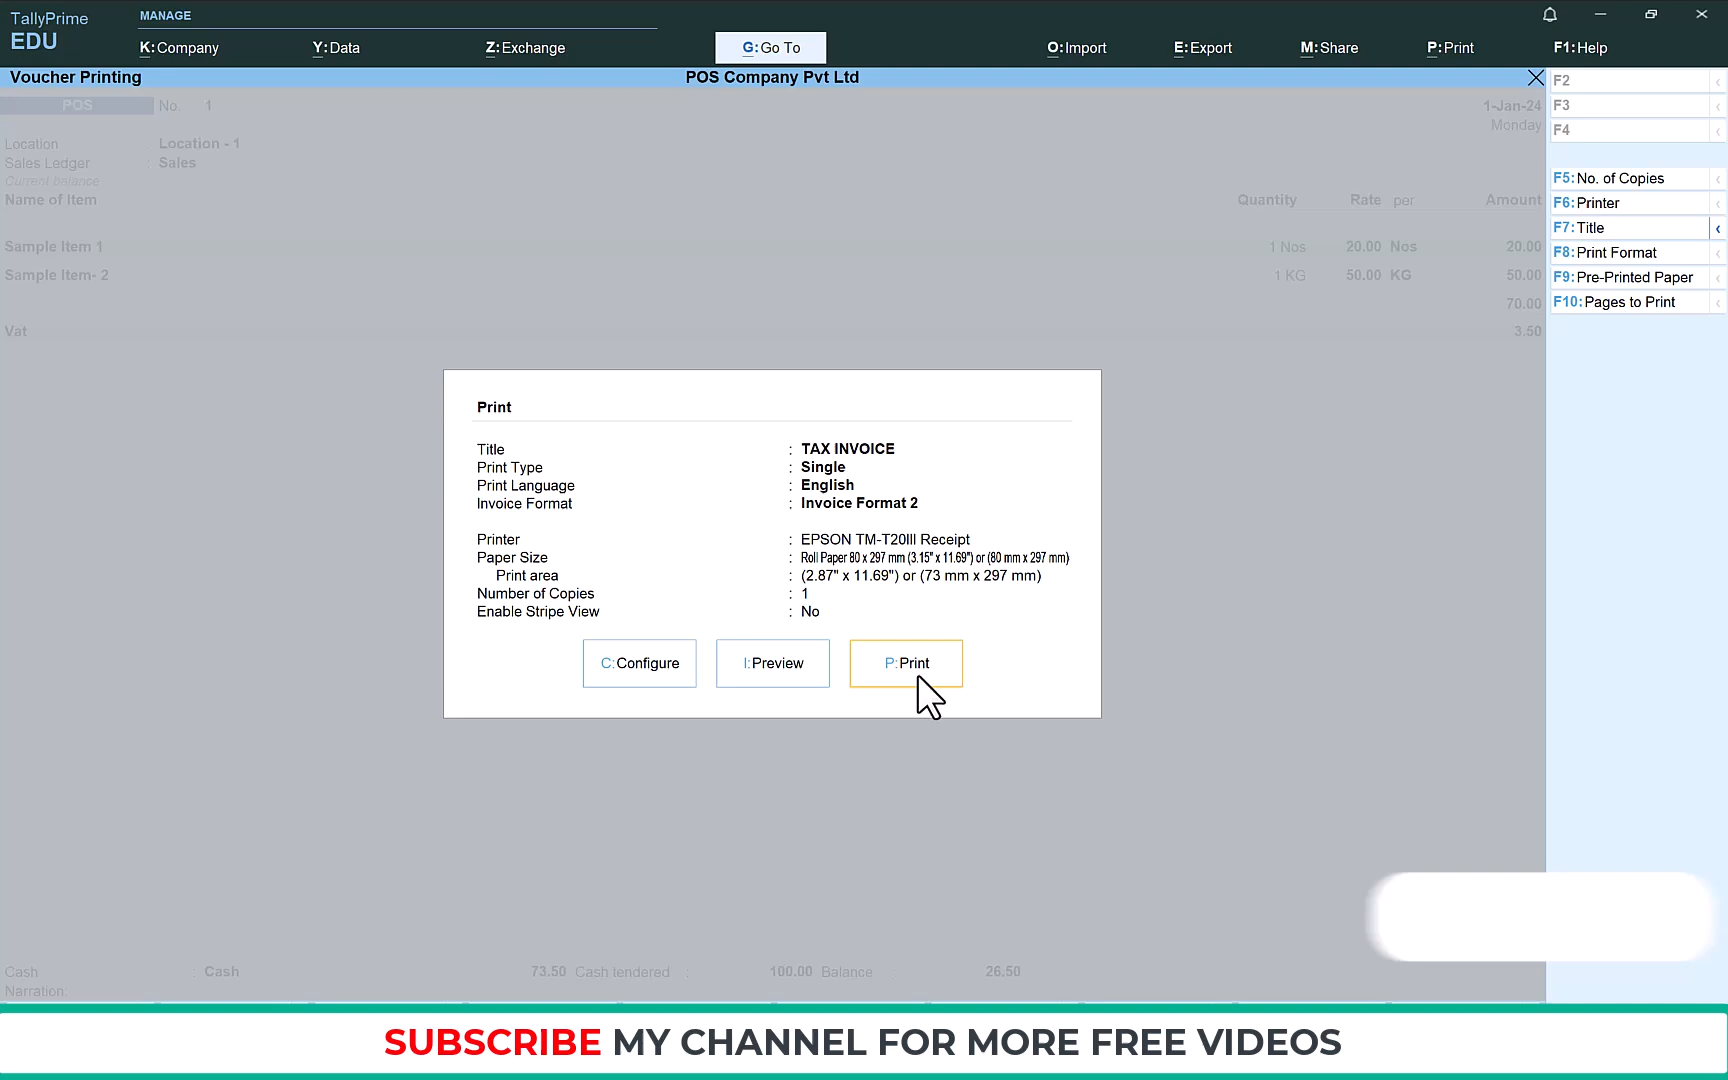 TallyPrime
EDU
MANAGE
K:Company
Y:Data
Z:Exchange
G:Go To
O:Import
E:Export
M:Share
P:Print
F1:Help
Voucher Printing
POS Company Pvt Ltd
F2
F3
F4
F5:No. of Copies
F6:Printer
F7:Title
F8:Print Format
F9:Pre-Printed Paper
F10:Pages to Print
POS No. 1
1-Jan-24
Monday
Location Location - 1
Sales Ledger : Sales
Current balance
Name of Item Quantity Rate per Amount
Sample Item 1 1 Nos 20.00 Nos 20.00
Sample Item- 2 1 KG 50.00 KG 50.00
70.00
Vat 3.50
Print
Title : TAX INVOICE
Print Type : Single
Print Language : English
Invoice Format : Invoice Format 2
Printer : EPSON TM-T20III Receipt
Paper Size : Roll Paper 80 x 297 mm (3.15" x 11.69") or (80 mm x 297 mm)
Print area : (2.87" x 11.69") or (73 mm x 297 mm)
Number of Copies : 1
Enable Stripe View : No
C:Configure
I:Preview
P:Print
Cash : Cash 73.50 Cash tendered : 100.00 Balance : 26.50
Narration:
SUBSCRIBE MY CHANNEL FOR MORE FREE VIDEOS